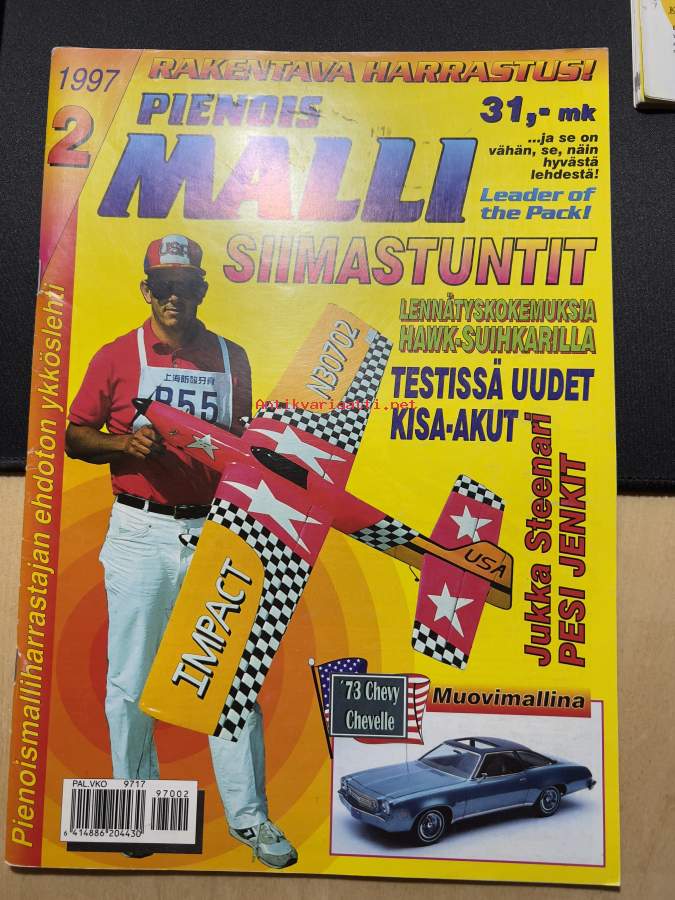 1997
2
RAKENTAVA HARRASTUS!
PIENOIS
MALLI
31,- mk
...ja se on
vähän, se, näin
hyvästä
lehdestä!
Leader of
the Pack!
SIIMASTUNTIT
LENNÄTYSKOKEMUKSIA
HAWK-SUIHKARILLA
TESTISSÄ UUDET
KISA-AKUT
Jukka Steenari
PESI JENKIT
Pienoismalliharrastajan ehdoton ykköslehti
USA
B55
N30702
IMPACT
USA
Antikvariaatti.net
'73 Chevy
Chevelle
Muovimallina
PAL.VKO 9717
97002
6 414886 204430